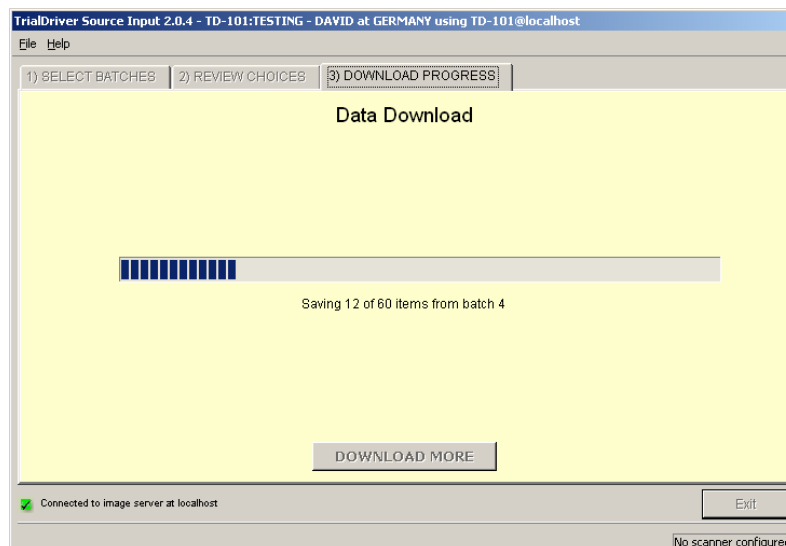 TrialDriver Source Input 2.0.4 - TD-101:TESTING - DAVID at GERMANY using TD-101@localhost
File Help
1) SELECT BATCHES 2) REVIEW CHOICES 3) DOWNLOAD PROGRESS
Data Download
Saving 12 of 60 items from batch 4
DOWNLOAD MORE
Connected to image server at localhost
Exit
No scanner configured